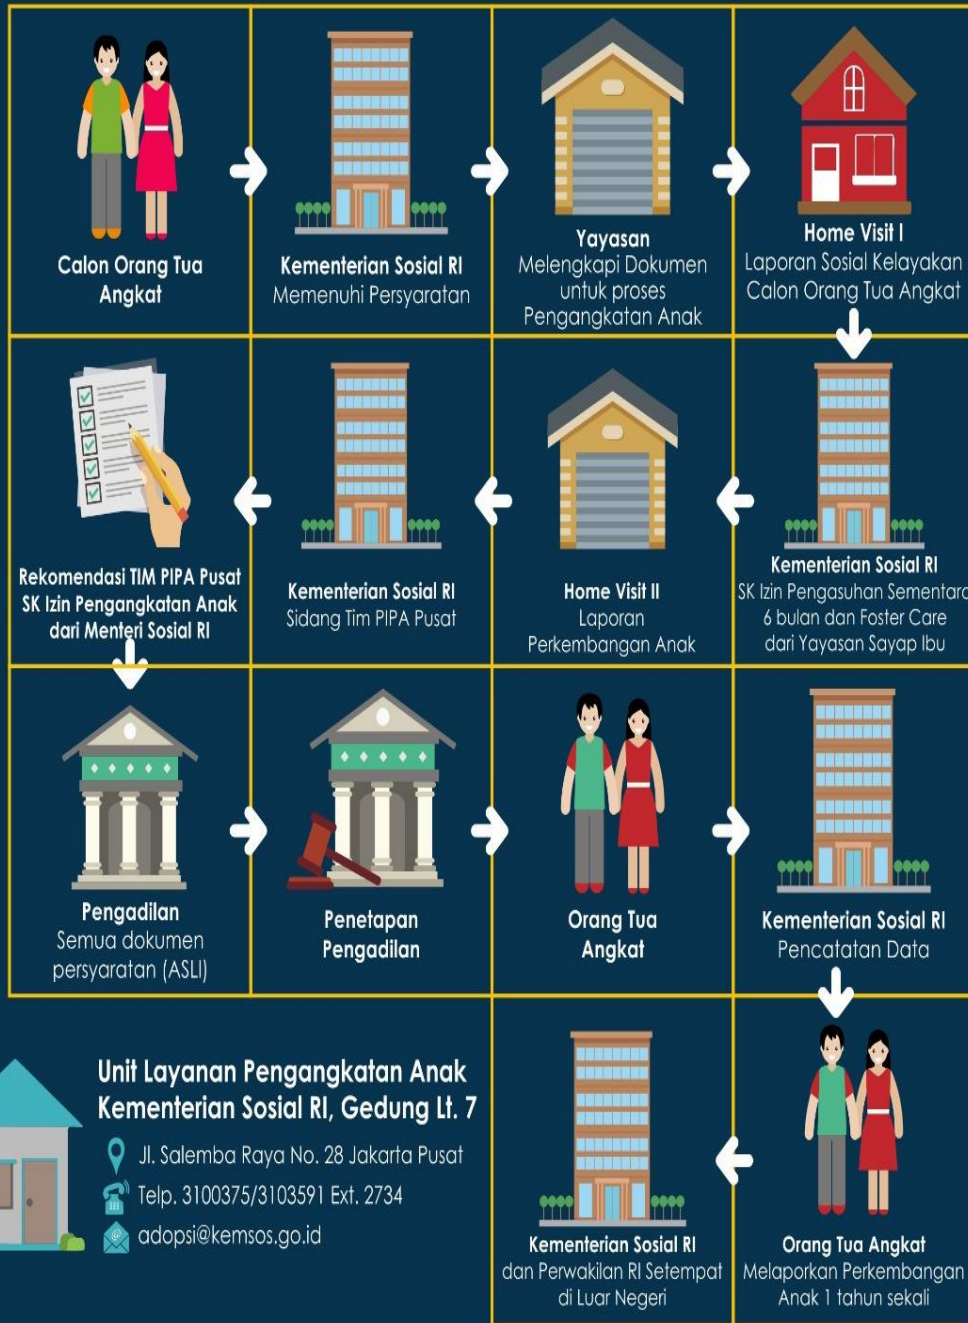 Calon Orang Tua
Angkat
Kementerian Sosial RI
Memenuhi Persyaratan
Yayasan
Melengkapi Dokumen
untuk proses
Pengangkatan Anak
Home Visit I
Laporan Sosial Kelayakan
Calon Orang Tua Angkat
Kementerian Sosial RI
SK Izin Pengasuhan Sementara
6 bulan dan Foster Care
dari Yayasan Sayap Ibu
Home Visit II
Laporan
Perkembangan Anak
Kementerian Sosial RI
Sidang Tim PIPA Pusat
Rekomendasi TIM PIPA Pusat
SK Izin Pengangkatan Anak
dari Menteri Sosial RI
Pengadilan
Semua dokumen
persyaratan (ASLI)
Penetapan
Pengadilan
Orang Tua
Angkat
Kementerian Sosial RI
Pencatatan Data
Orang Tua Angkat
Melaporkan Perkembangan
Anak 1 tahun sekali
Kementerian Sosial RI
dan Perwakilan RI Setempat
di Luar Negeri
Unit Layanan Pengangkatan Anak
Kementerian Sosial RI, Gedung Lt. 7
Jl. Salemba Raya No. 28 Jakarta Pusat
Telp. 3100375/3103591 Ext. 2734
adopsi@kemsos.go.id